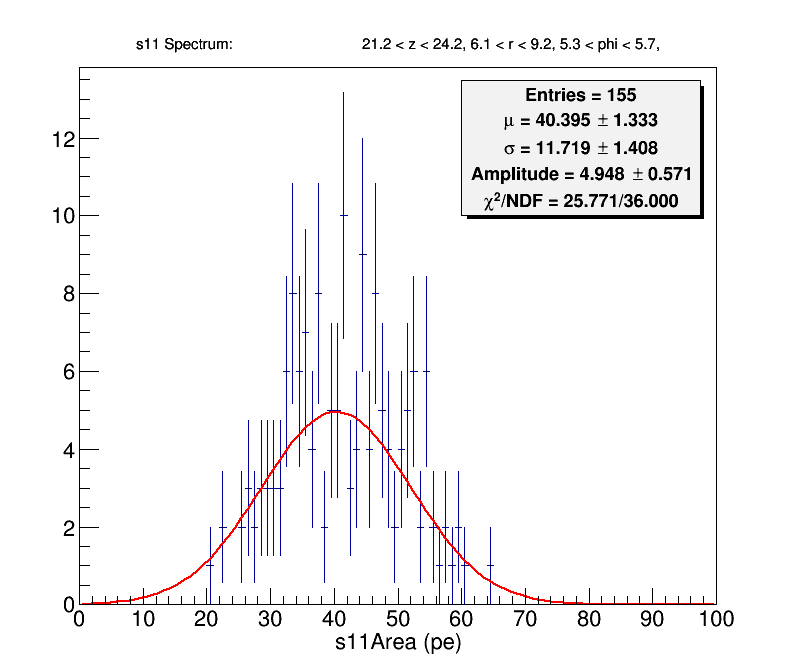 s11 Spectrum: 21.2 < z < 24.2, 6.1 < r < 9.2, 5.3 < phi < 5.7,
Entries = 155
μ = 40.395 ± 1.333
σ = 11.719 ± 1.408
Amplitude = 4.948 ± 0.571
χ²/NDF = 25.771/36.000
12
10
8
6
4
2
0
0 10 20 30 40 50 60 70 80 90 100
s11Area (pe)